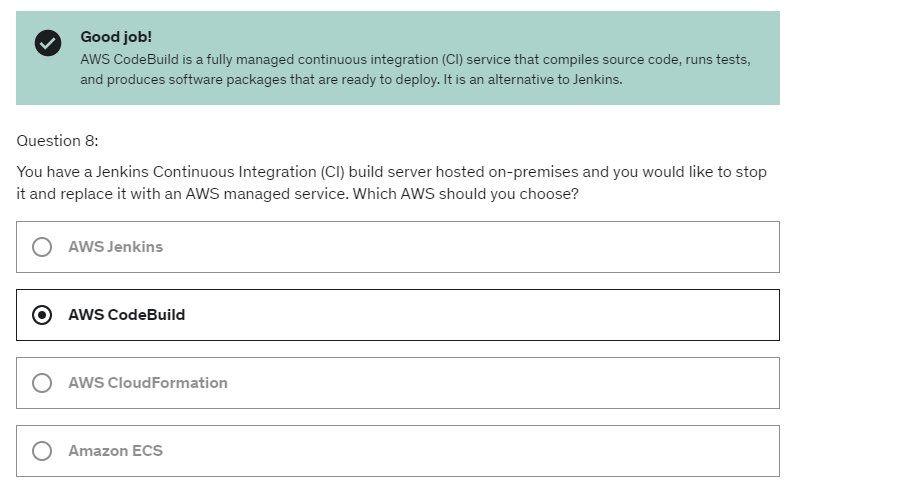 Good job!
AWS CodeBuild is a fully managed continuous integration (CI) service that compiles source code, runs tests,
and produces software packages that are ready to deploy. It is an alternative to Jenkins.
Question 8:
You have a Jenkins Continuous Integration (CI) build server hosted on-premises and you would like to stop
it and replace it with an AWS managed service. Which AWS should you choose?
AWS Jenkins
AWS CodeBuild
AWS CloudFormation
Amazon ECS